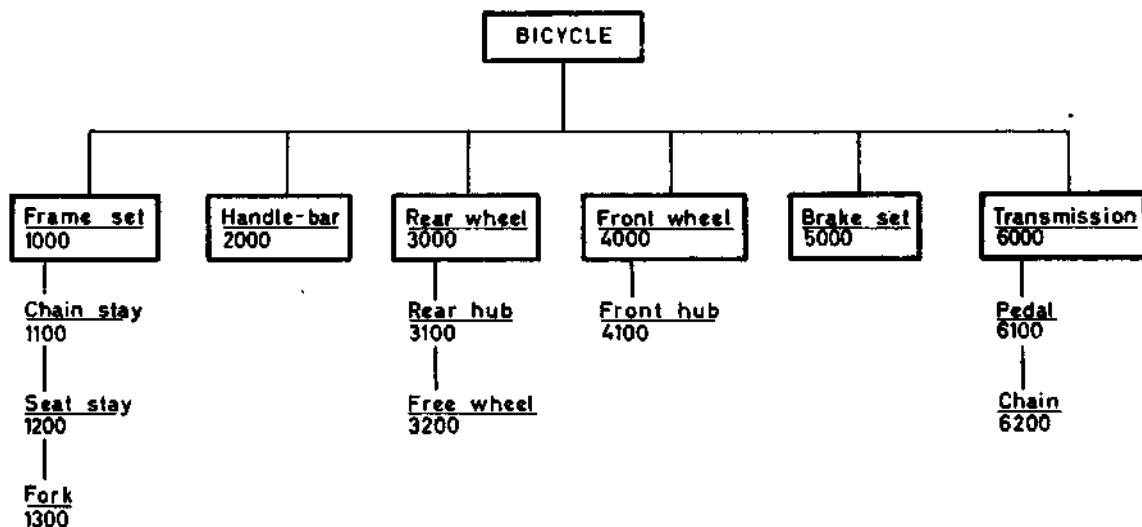 BICYCLE
Frame set
1000
Handle-bar
2000
Rear wheel
3000
Front wheel
4000
Brake set
5000
Transmission
6000
Chain stay
1100
Rear hub
3100
Front hub
4100
Pedal
6100
Seat stay
1200
Free wheel
3200
Chain
6200
Fork
1300